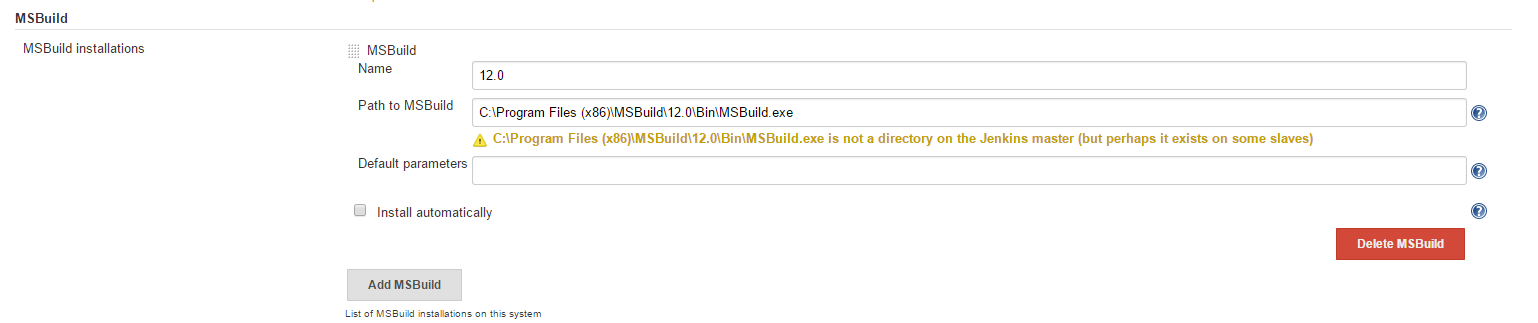 MSBuild
MSBuild installations
MSBuild
Name
12.0
Path to MSBuild
C:\Program Files (x86)\MSBuild\12.0\Bin\MSBuild.exe
C:\Program Files (x86)\MSBuild\12.0\Bin\MSBuild.exe is not a directory on the Jenkins master (but perhaps it exists on some slaves)
Default parameters
Install automatically
Delete MSBuild
Add MSBuild
List of MSBuild installations on this system